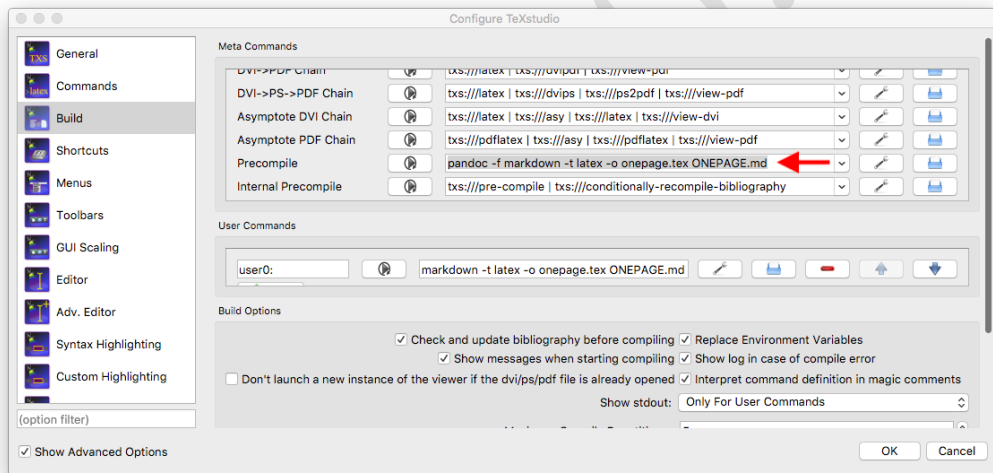 Configure TeXstudio
General
Commands
Build
Shortcuts
Menus
Toolbars
GUI Scaling
Editor
Adv. Editor
Syntax Highlighting
Custom Highlighting
(option filter)
Show Advanced Options
Meta Commands
DVI->PDF Chain txs:///latex | txs:///dvipdf | txs:///view-pdf
DVI->PS->PDF Chain txs:///latex | txs:///dvips | txs:///ps2pdf | txs:///view-pdf
Asymptote DVI Chain txs:///latex | txs:///asy | txs:///latex | txs:///view-dvi
Asymptote PDF Chain txs:///pdflatex | txs:///asy | txs:///pdflatex | txs:///view-pdf
Precompile pandoc -f markdown -t latex -o onepage.tex ONEPAGE.md
Internal Precompile txs:///pre-compile | txs:///conditionally-recompile-bibliography
User Commands
user0: markdown -t latex -o onepage.tex ONEPAGE.md
Build Options
Check and update bibliography before compiling Replace Environment Variables
Show messages when starting compiling Show log in case of compile error
Don't launch a new instance of the viewer if the dvi/ps/pdf file is already opened Interpret command definition in magic comments
Show stdout: Only For User Commands
OK Cancel